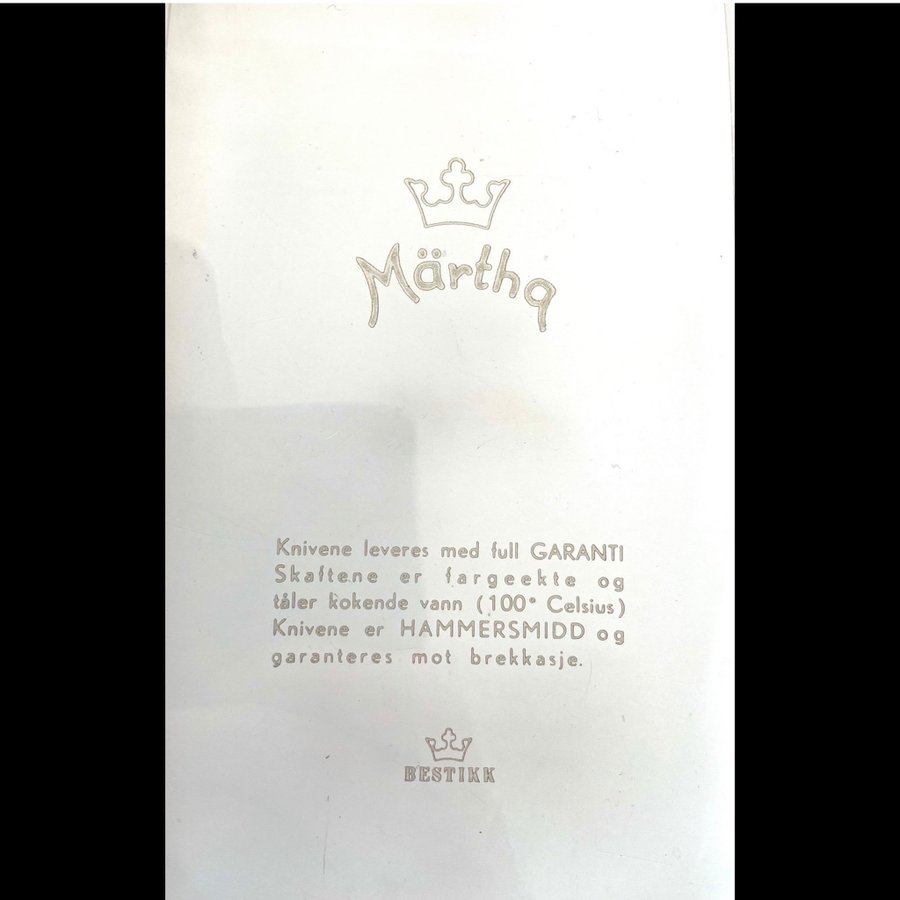 Märtha
Knivene leveres med full GARANTI
Skaftene er fargeekte og
tåler kokende vann (100° Celsius)
Knivene er HAMMERSMIDD og
garanteres mot brekkasje.
BESTIKK